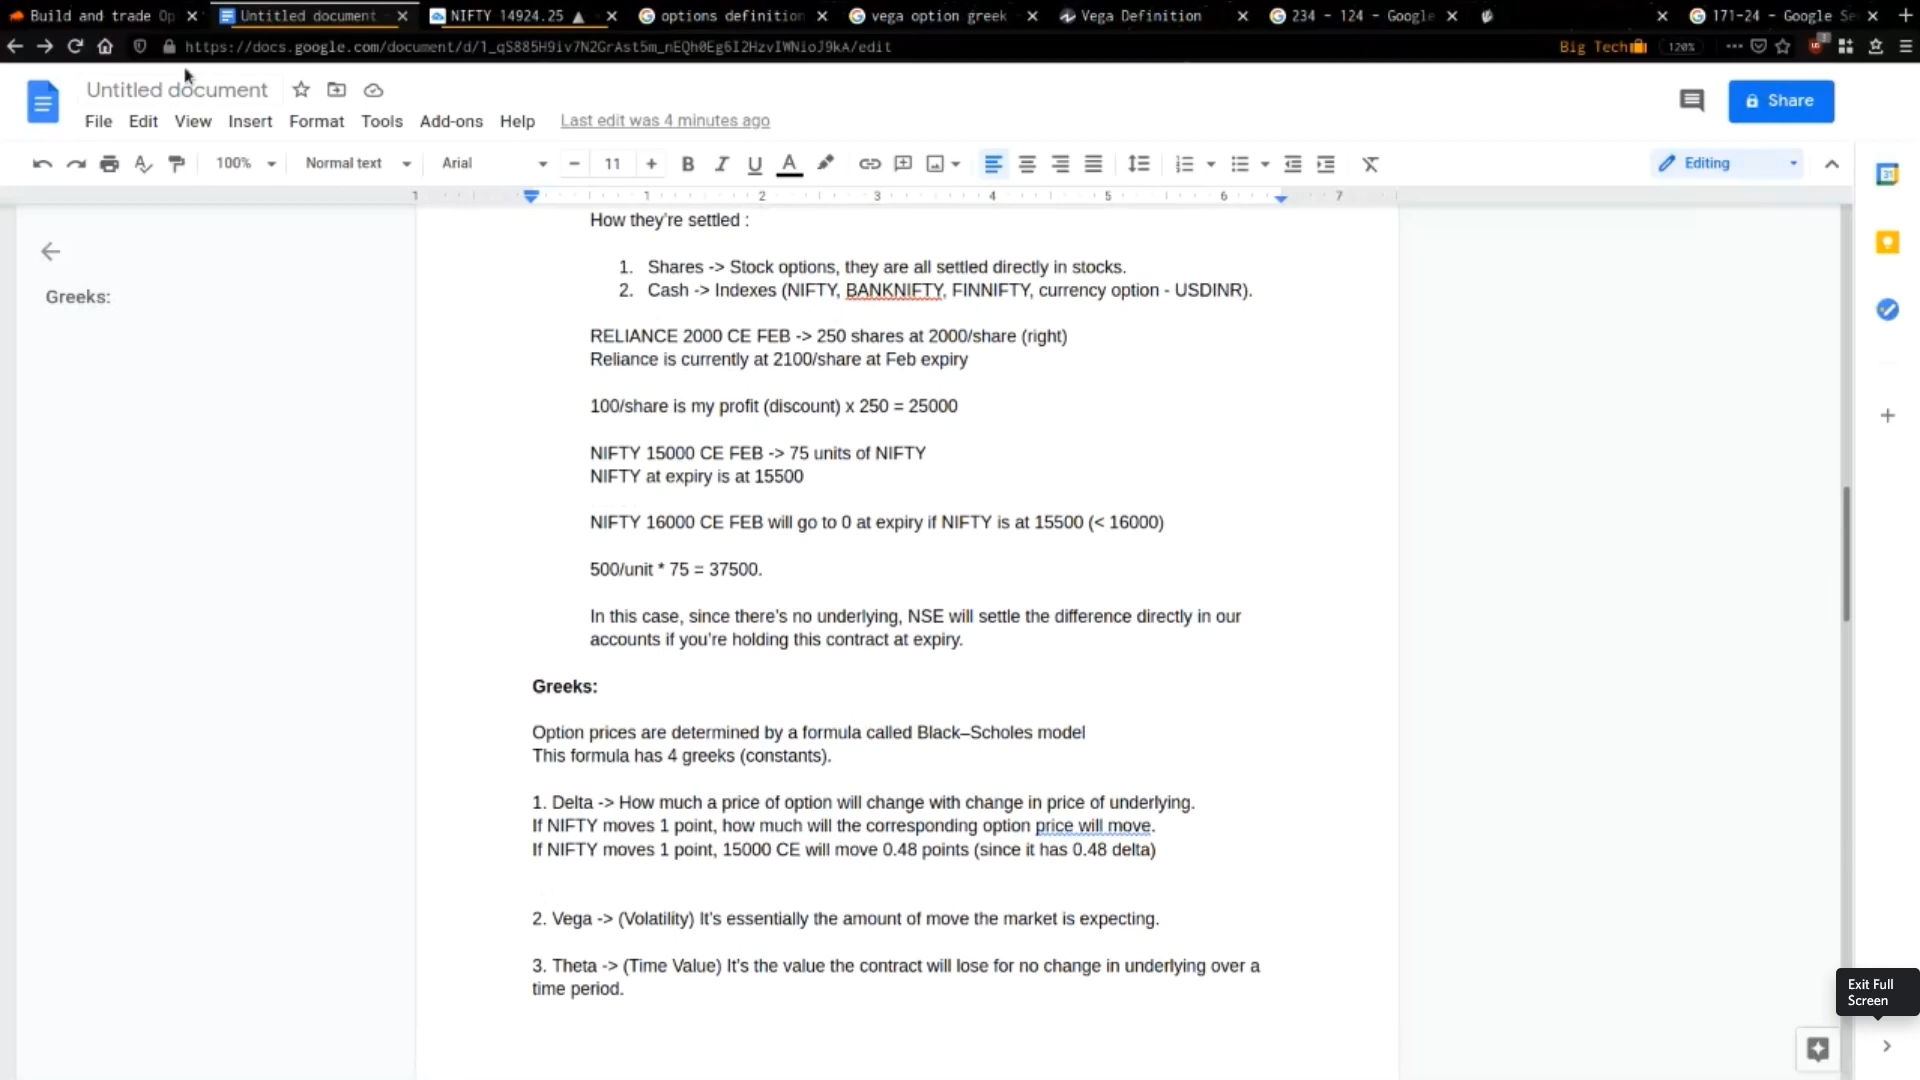 Build and trade Op
Untitled document
NIFTY 14924.25 ▲
options definition
vega option greek
Vega Definition
234 - 124 - Google
171-24 - Google Se
https://docs.google.com/document/d/1_qS885H9iv7N2GrAst5m_nEQh0Eg6I2HzvIWNioJ9kA/edit
Big Tech
120%
3
Untitled document
Share
File Edit View Insert Format Tools Add-ons Help Last edit was 4 minutes ago
100% Normal text Arial 11 B I U A Editing
31
1 1 2 3 4 5 6 7
How they're settled :
Greeks:
1. Shares -> Stock options, they are all settled directly in stocks.
2. Cash -> Indexes (NIFTY, BANKNIFTY, FINNIFTY, currency option - USDINR).
RELIANCE 2000 CE FEB -> 250 shares at 2000/share (right)
Reliance is currently at 2100/share at Feb expiry
100/share is my profit (discount) x 250 = 25000
NIFTY 15000 CE FEB -> 75 units of NIFTY
NIFTY at expiry is at 15500
NIFTY 16000 CE FEB will go to 0 at expiry if NIFTY is at 15500 (< 16000)
500/unit * 75 = 37500.
In this case, since there's no underlying, NSE will settle the difference directly in our
accounts if you're holding this contract at expiry.
Greeks:
Option prices are determined by a formula called Black–Scholes model
This formula has 4 greeks (constants).
1. Delta -> How much a price of option will change with change in price of underlying.
If NIFTY moves 1 point, how much will the corresponding option price will move.
If NIFTY moves 1 point, 15000 CE will move 0.48 points (since it has 0.48 delta)
2. Vega -> (Volatility) It's essentially the amount of move the market is expecting.
3. Theta -> (Time Value) It's the value the contract will lose for no change in underlying over a
time period.
Exit Full
Screen